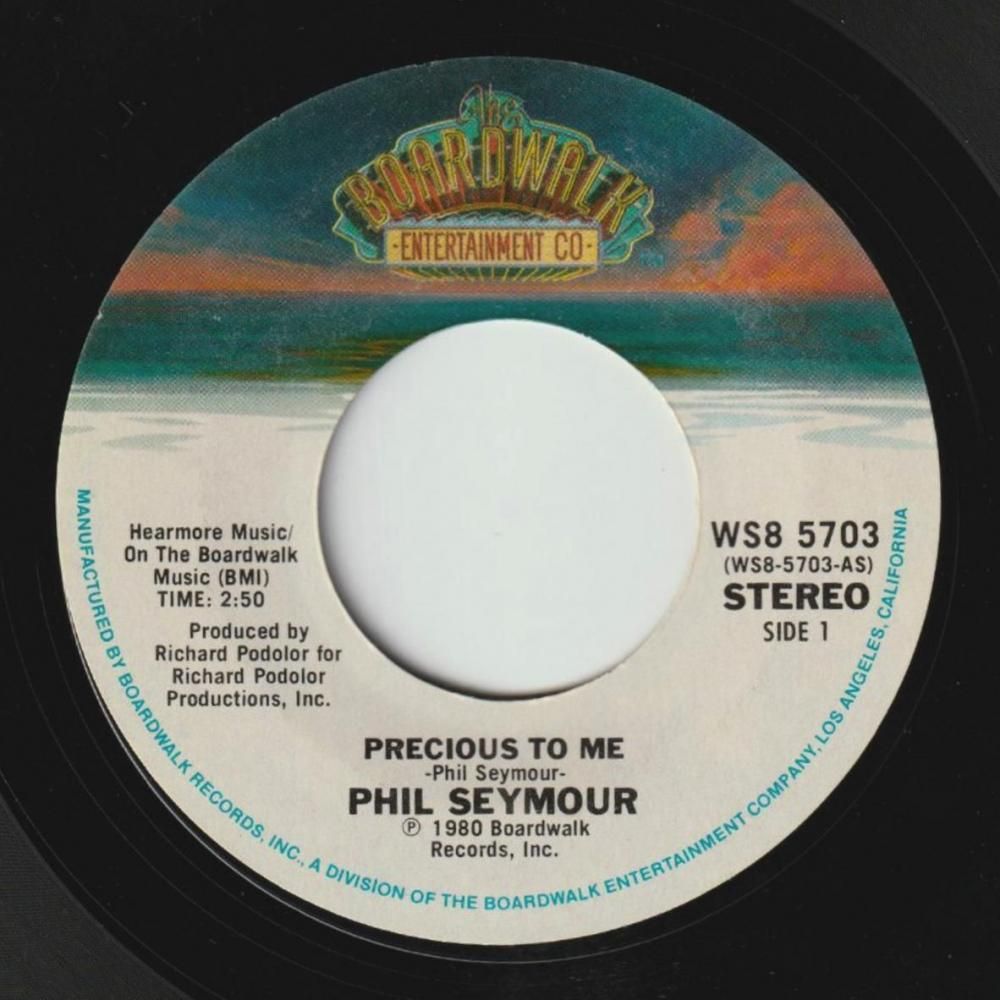 The
BOARDWALK
·ENTERTAINMENT CO·
TM
Hearmore Music/
On The Boardwalk
Music (BMI)
TIME: 2:50
Produced by
Richard Podolor for
Richard Podolor
Productions, Inc.
WS8 5703
(WS8-5703-AS)
STEREO
SIDE 1
PRECIOUS TO ME
-Phil Seymour-
PHIL SEYMOUR
℗ 1980 Boardwalk
Records, Inc.
MANUFACTURED BY BOARDWALK RECORDS, INC., A DIVISION OF THE BOARDWALK ENTERTAINMENT COMPANY, LOS ANGELES, CALIFORNIA